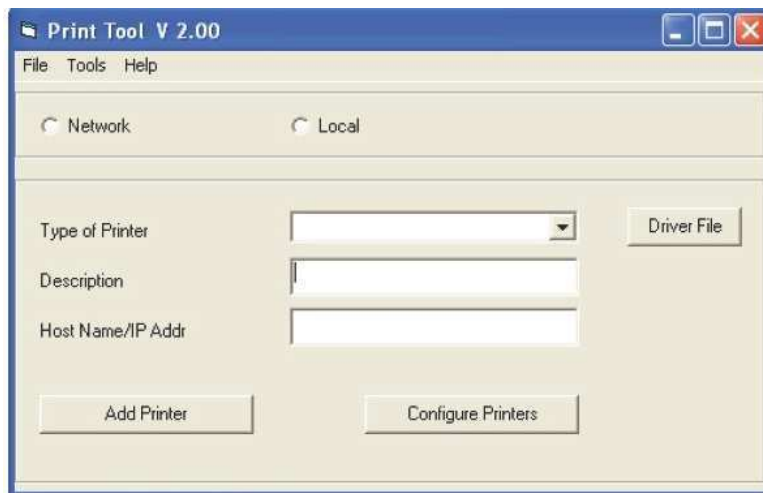 Print Tool V 2.00
File Tools Help
Network Local
Type of Printer Driver File
Description
Host Name/IP Addr
Add Printer Configure Printers